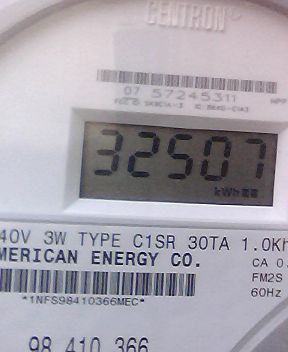 CENTRON®
07 57245311
32507
kWh
40V 3W TYPE C1SR 30TA 1.0Kh
MERICAN ENERGY CO.
CA 0.
FM2S
*1NFS98410366MEC*
60Hz
98 410 366